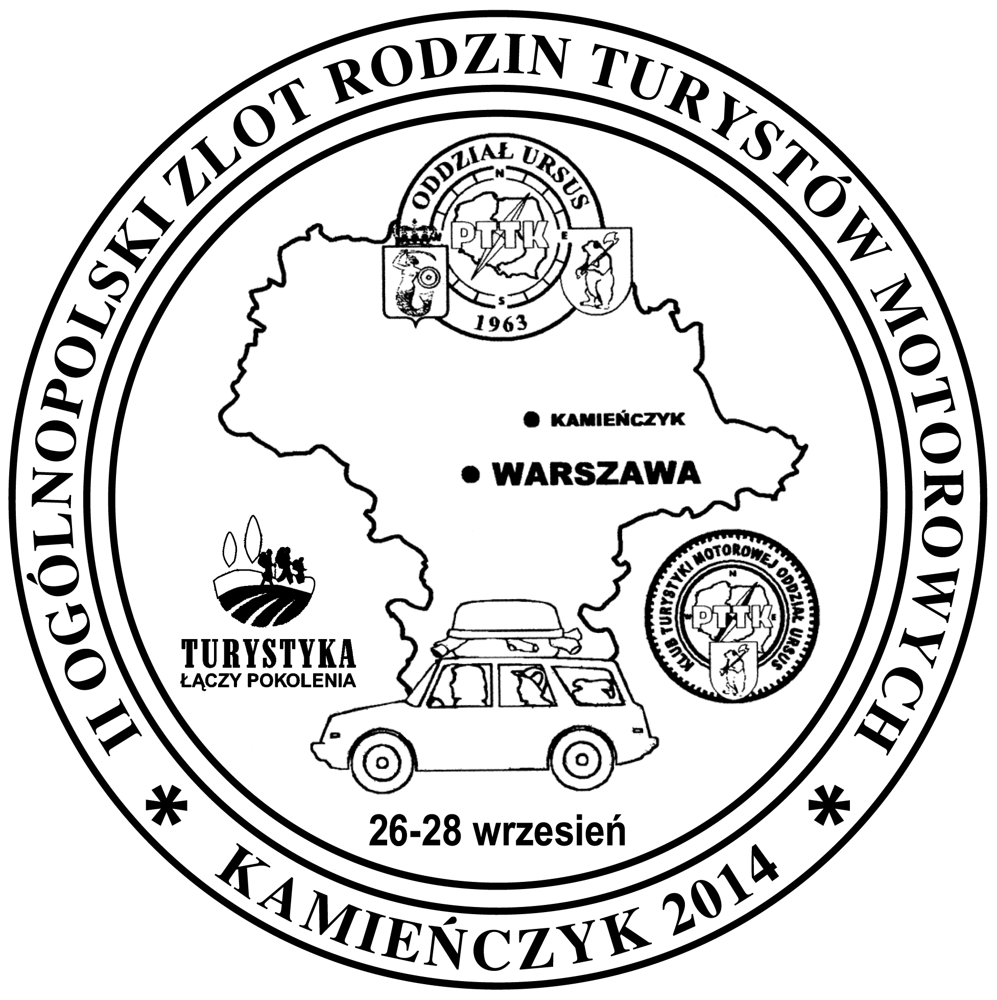 II OGÓLNOPOLSKI ZLOT RODZIN TURYSTÓW MOTOROWYCH
ODDZIAŁ URSUS
N
W
PTTK
E
S
1963
KAMIEŃCZYK
WARSZAWA
TURYSTYKA
ŁĄCZY POKOLENIA
KLUB TURYSTYKI MOTOROWEJ ODDZIAŁ URSUS
N
PTTK
E
26-28 wrzesień
* KAMIEŃCZYK 2014 *